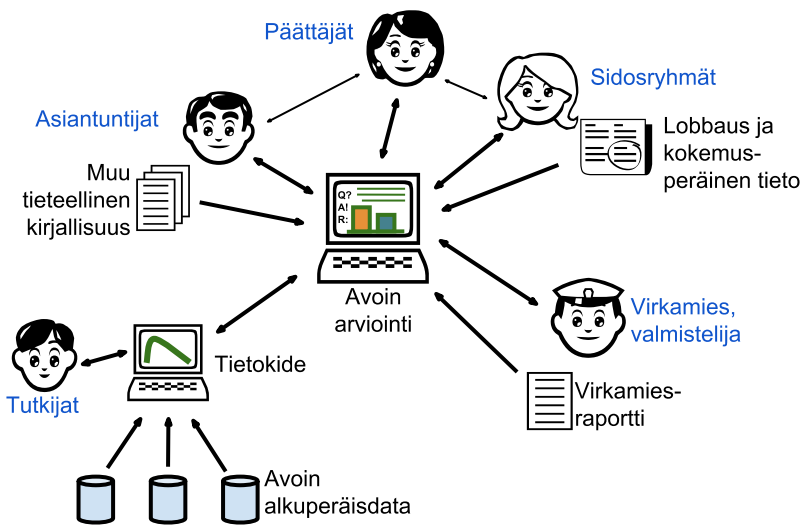 Päättäjät
Sidosryhmät
Asiantuntijat
Lobbaus ja
kokemus-
peräinen tieto
Muu
tieteellinen
kirjallisuus
Q?
A!
R:
Avoin
arviointi
Virkamies,
valmistelija
Tietokide
Tutkijat
Virkamies-
raportti
Avoin
alkuperäisdata